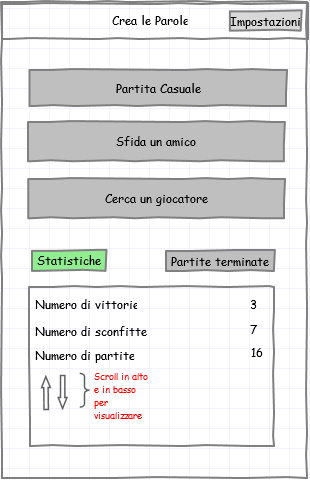 Crea le Parole
Impostazioni
Partita Casuale
Sfida un amico
Cerca un giocatore
Statistiche
Partite terminate
Numero di vittorie 3
Numero di sconfitte 7
Numero di partite 16
Scroll in alto
e in basso
per
visualizzare